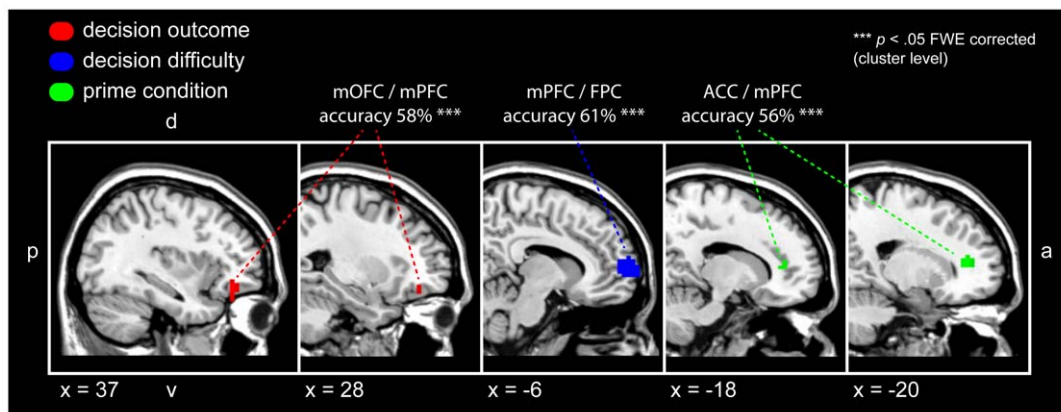 decision outcome
decision difficulty
prime condition
*** p < .05 FWE corrected
(cluster level)
mOFC / mPFC
accuracy 58% ***
mPFC / FPC
accuracy 61% ***
ACC / mPFC
accuracy 56% ***
d
p
a
x = 37
v
x = 28
x = -6
x = -18
x = -20